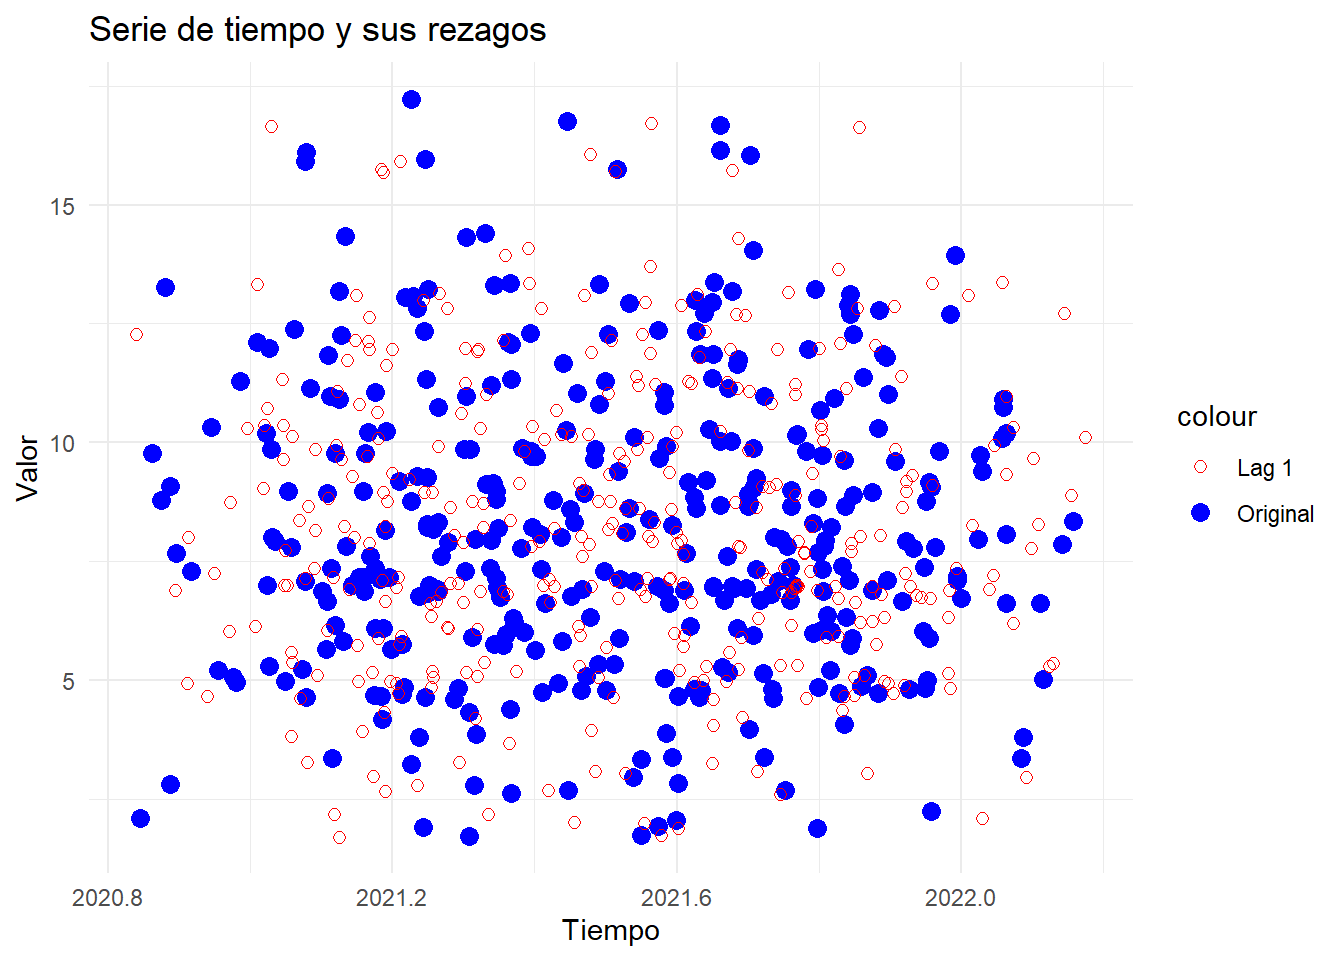 Serie de tiempo y sus rezagos
Valor
15
10
5
2020.8
2021.2
2021.6
2022.0
Tiempo
colour
Lag 1
Original